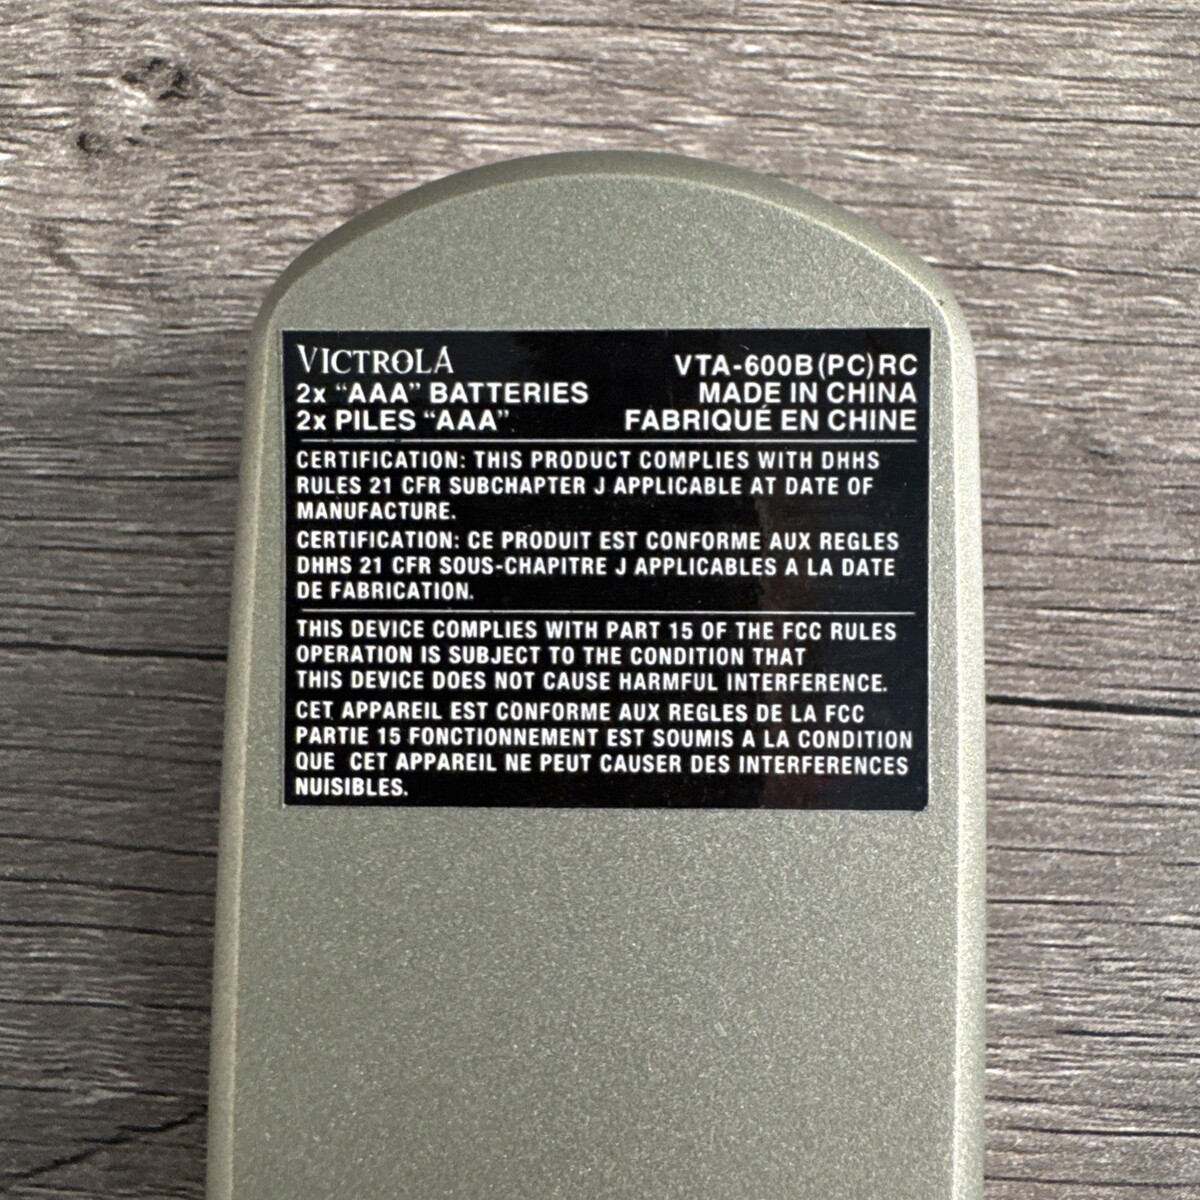 VICTROLA VTA-600B(PC)RC
2x “AAA” BATTERIES MADE IN CHINA
2x PILES “AAA” FABRIQUÉ EN CHINE
CERTIFICATION: THIS PRODUCT COMPLIES WITH DHHS
RULES 21 CFR SUBCHAPTER J APPLICABLE AT DATE OF
MANUFACTURE.
CERTIFICATION: CE PRODUIT EST CONFORME AUX REGLES
DHHS 21 CFR SOUS-CHAPITRE J APPLICABLES A LA DATE
DE FABRICATION.
THIS DEVICE COMPLIES WITH PART 15 OF THE FCC RULES
OPERATION IS SUBJECT TO THE CONDITION THAT
THIS DEVICE DOES NOT CAUSE HARMFUL INTERFERENCE.
CET APPAREIL EST CONFORME AUX REGLES DE LA FCC
PARTIE 15 FONCTIONNEMENT EST SOUMIS A LA CONDITION
QUE CET APPAREIL NE PEUT CAUSER DES INTERFERENCES
NUISIBLES.